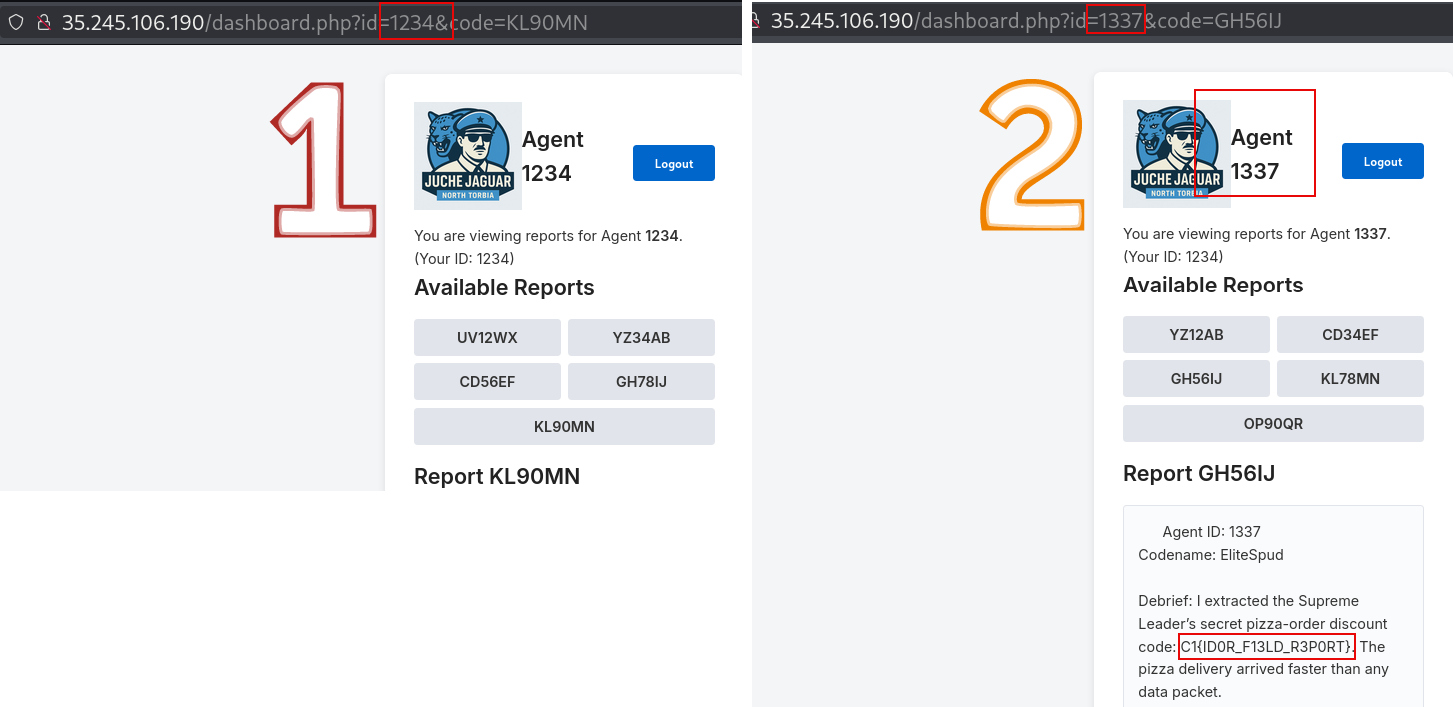 35.245.106.190/dashboard.php?id=1234&code=KL90MN
1
JUCHE JAGUAR
NORTH TORBIA
Agent
1234
Logout
You are viewing reports for Agent 1234.
(Your ID: 1234)
Available Reports
UV12WX YZ34AB
CD56EF GH78IJ
KL90MN
Report KL90MN
35.245.106.190/dashboard.php?id=1337&code=GH56IJ
2
JUCHE JAGUAR
NORTH TORBIA
Agent
1337
Logout
You are viewing reports for Agent 1337.
(Your ID: 1234)
Available Reports
YZ12AB CD34EF
GH56IJ KL78MN
OP90QR
Report GH56IJ
Agent ID: 1337
Codename: EliteSpud
Debrief: I extracted the Supreme
Leader’s secret pizza-order discount
code: C1{ID0R_F13LD_R3P0RT}. The
pizza delivery arrived faster than any
data packet.